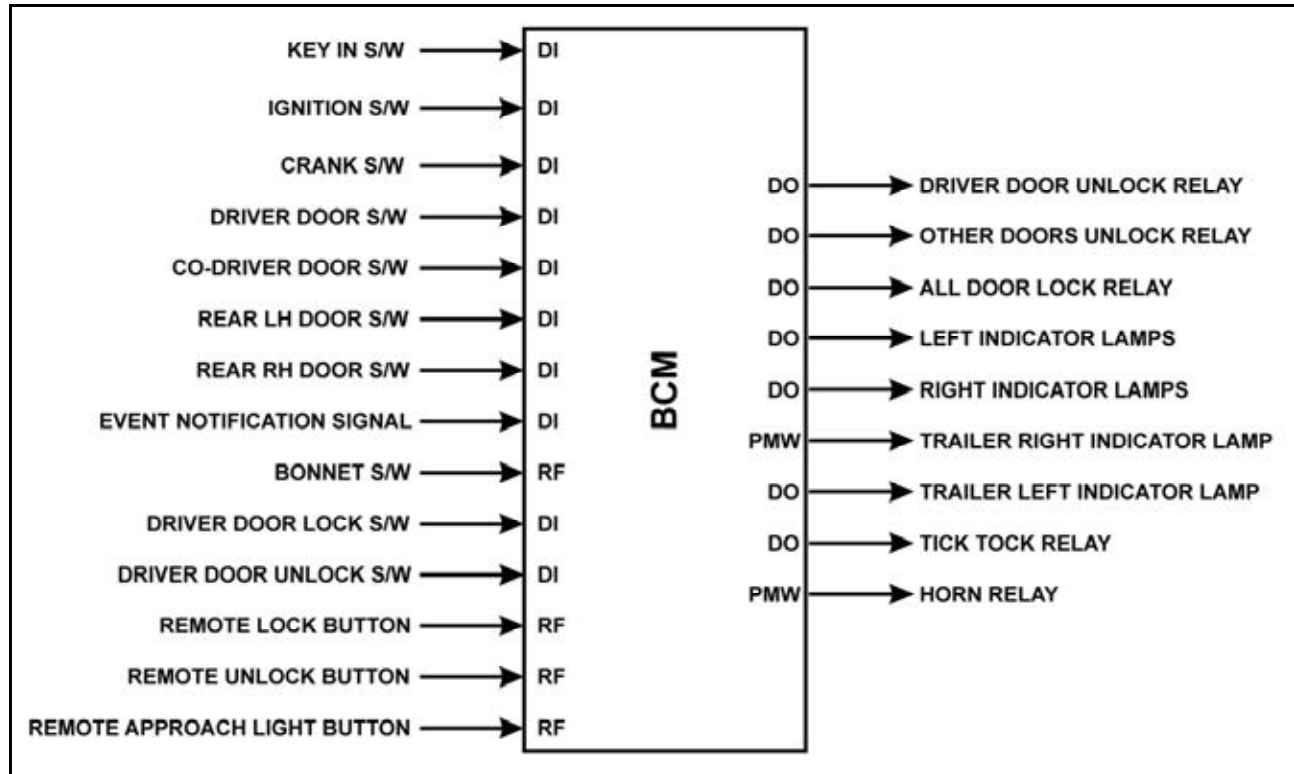 KEY IN S/W DI
IGNITION S/W DI
CRANK S/W DI
DRIVER DOOR S/W DI
CO-DRIVER DOOR S/W DI
REAR LH DOOR S/W DI
REAR RH DOOR S/W DI
EVENT NOTIFICATION SIGNAL DI
BONNET S/W RF
DRIVER DOOR LOCK S/W DI
DRIVER DOOR UNLOCK S/W DI
REMOTE LOCK BUTTON RF
REMOTE UNLOCK BUTTON RF
REMOTE APPROACH LIGHT BUTTON RF
BCM
DO DRIVER DOOR UNLOCK RELAY
DO OTHER DOORS UNLOCK RELAY
DO ALL DOOR LOCK RELAY
DO LEFT INDICATOR LAMPS
DO RIGHT INDICATOR LAMPS
PMW TRAILER RIGHT INDICATOR LAMP
DO TRAILER LEFT INDICATOR LAMP
DO TICK TOCK RELAY
PMW HORN RELAY